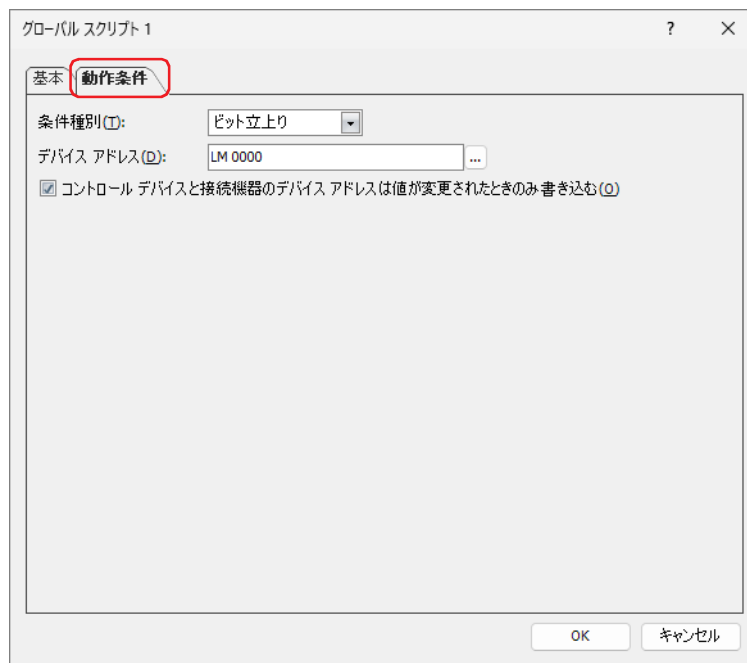 グローバル スクリプト 1
? ×
基本 動作条件
条件種別(T): ビット立上り
デバイス アドレス(D): LM 0000 ...
コントロール デバイスと接続機器のデバイス アドレスは値が変更されたときのみ書き込む(O)
OK キャンセル